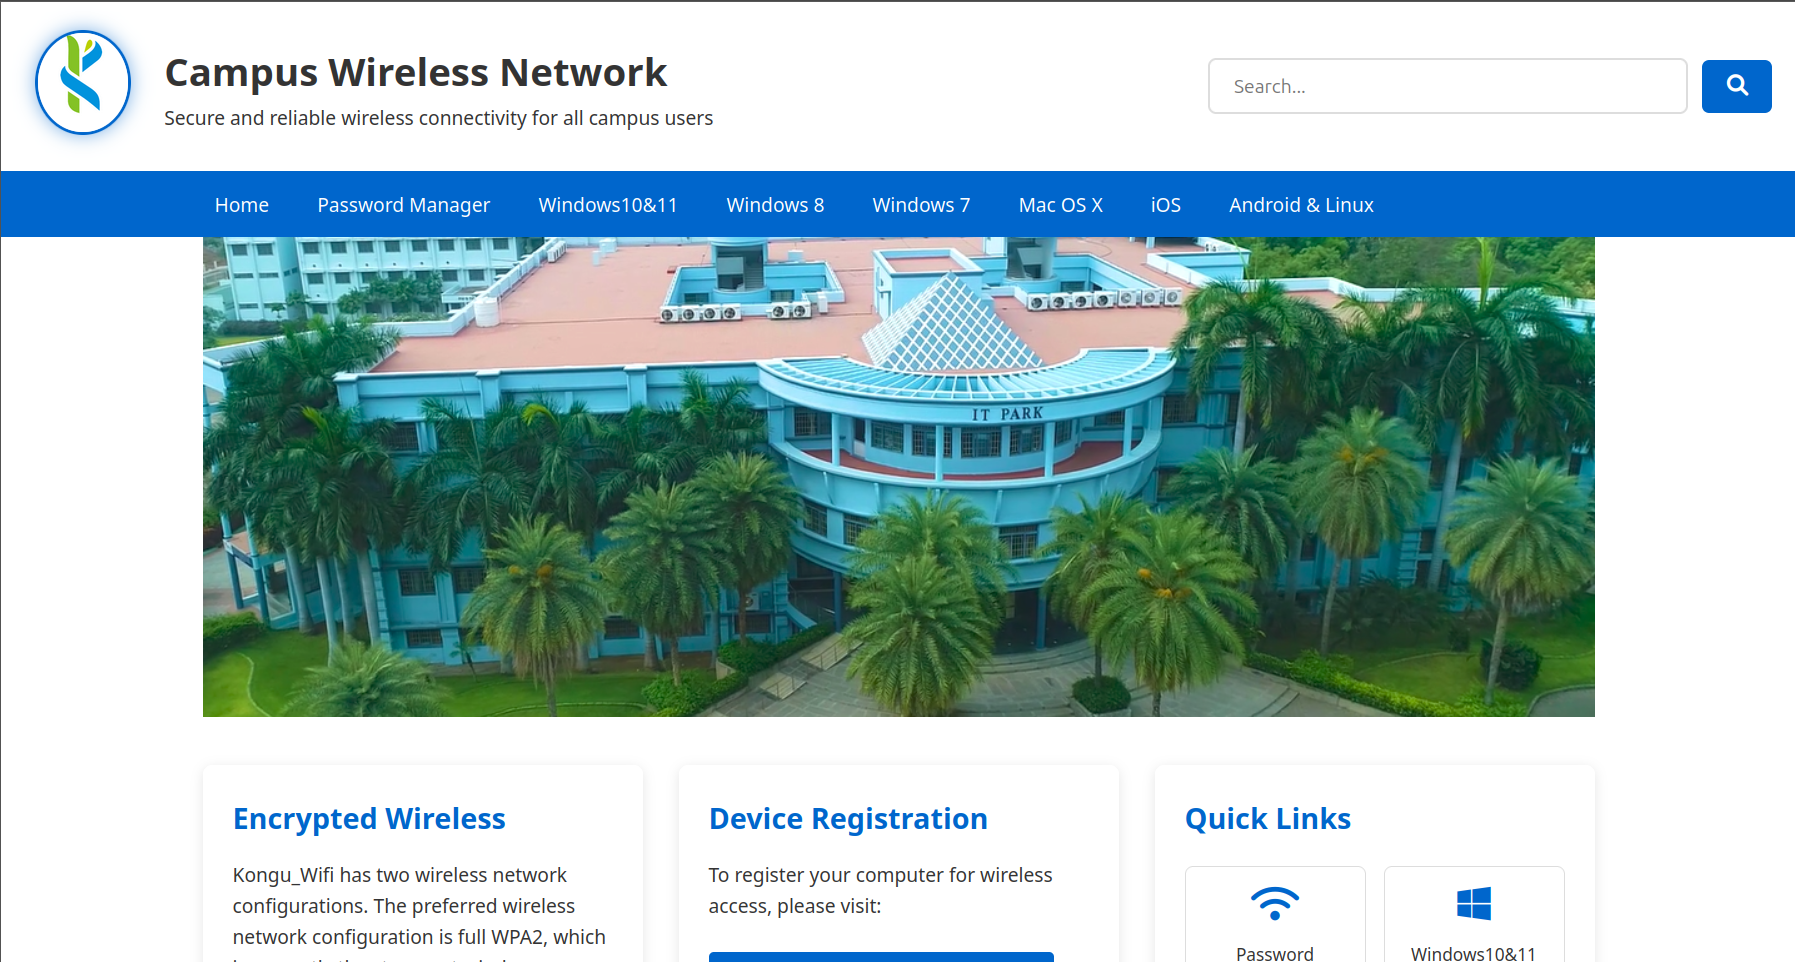 Campus Wireless Network
Secure and reliable wireless connectivity for all campus users
Search...
Home Password Manager Windows10&11 Windows 8 Windows 7 Mac OS X iOS Android & Linux
IT PARK
Encrypted Wireless
Kongu_Wifi has two wireless network
configurations. The preferred wireless
network configuration is full WPA2, which
Device Registration
To register your computer for wireless
access, please visit:
Quick Links
Password
Windows10&11